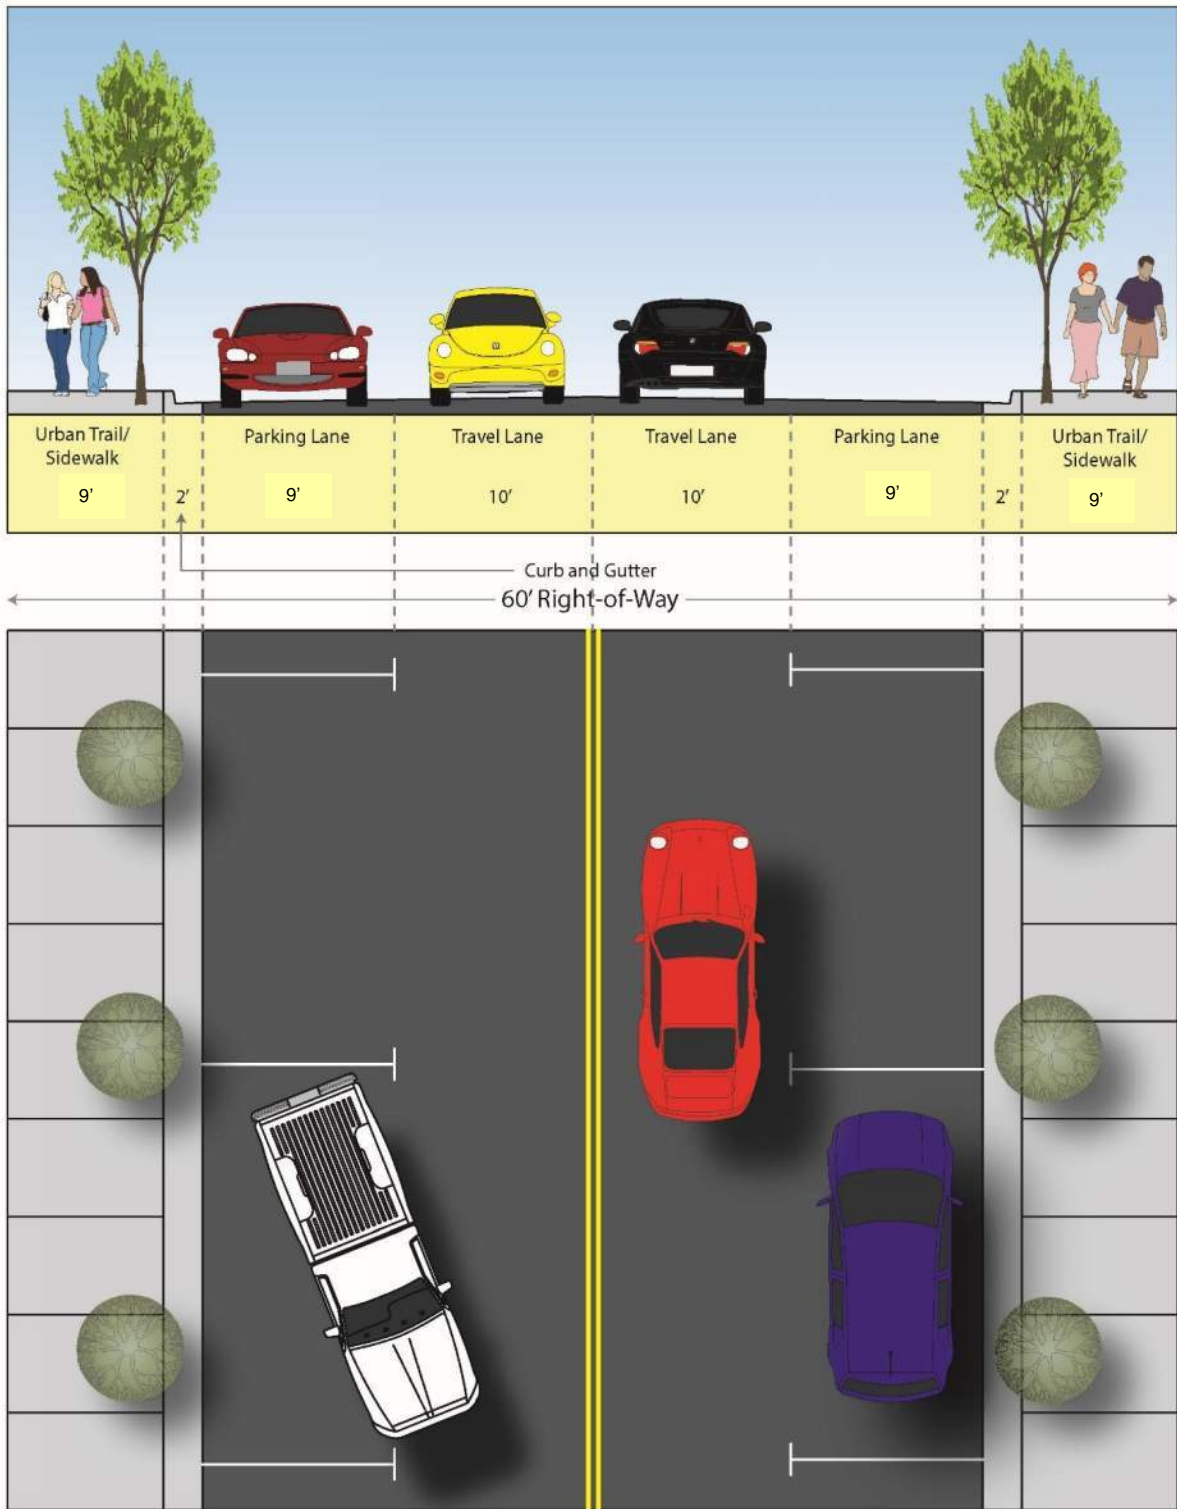 Urban Trail/
Sidewalk
9’
2’
Parking Lane
9’
Travel Lane
10’
Travel Lane
10’
Parking Lane
9’
2’
Urban Trail/
Sidewalk
9’
Curb and Gutter
60’ Right-of-Way